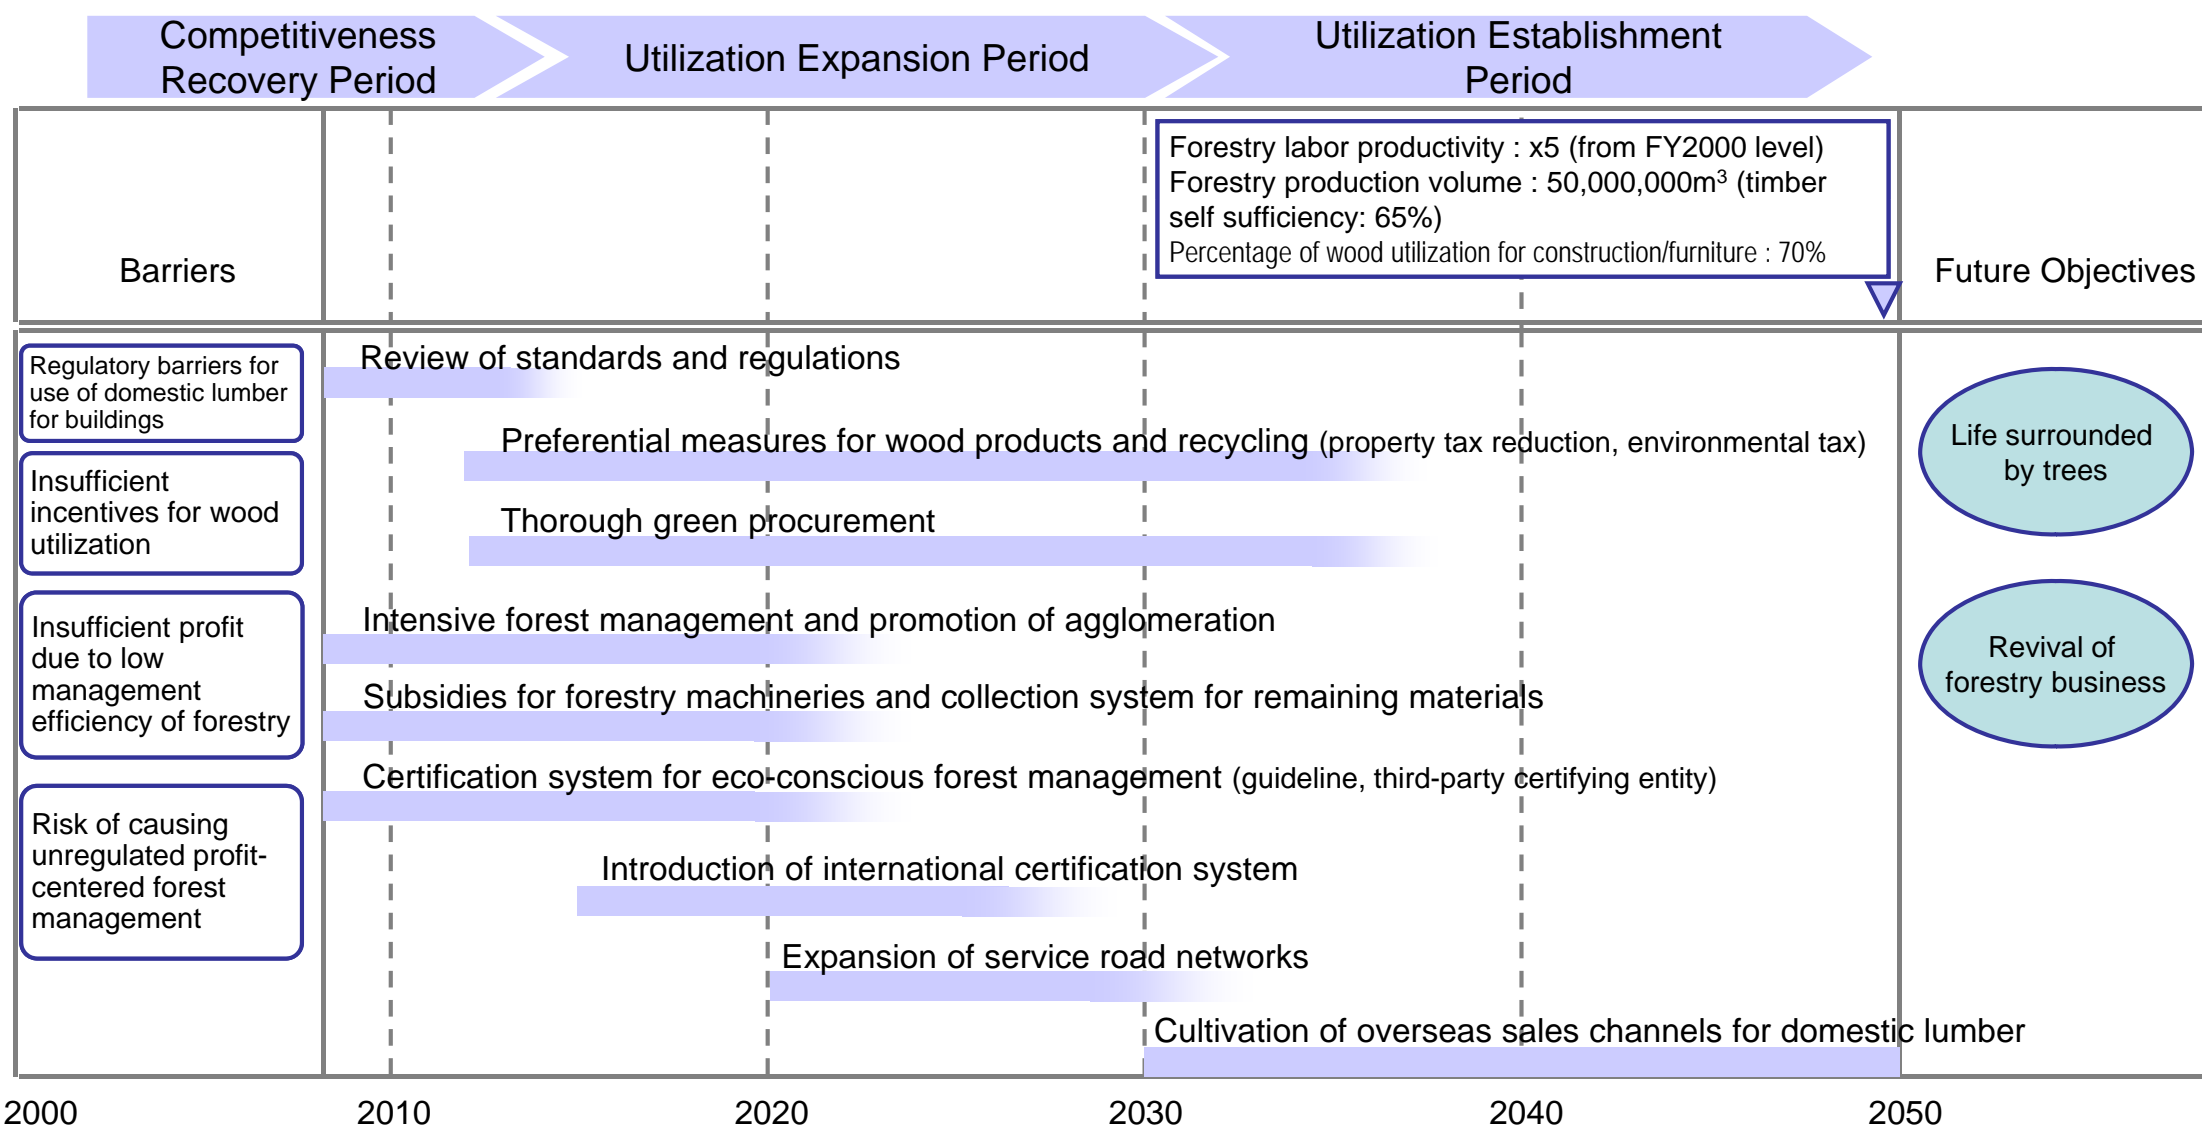 Competitiveness
Recovery Period
Utilization Expansion Period
Utilization Establishment
Period
Forestry labor productivity : x5 (from FY2000 level)
Forestry production volume : 50,000,000m³ (timber
self sufficiency: 65%)
Percentage of wood utilization for construction/furniture : 70%
Barriers
Future Objectives
Regulatory barriers for
use of domestic lumber
for buildings
Insufficient
incentives for wood
utilization
Insufficient profit
due to low
management
efficiency of forestry
Risk of causing
unregulated profit-
centered forest
management
Review of standards and regulations
Preferential measures for wood products and recycling (property tax reduction, environmental tax)
Thorough green procurement
Intensive forest management and promotion of agglomeration
Subsidies for forestry machineries and collection system for remaining materials
Certification system for eco-conscious forest management (guideline, third-party certifying entity)
Introduction of international certification system
Expansion of service road networks
Cultivation of overseas sales channels for domestic lumber
Life surrounded
by trees
Revival of
forestry business
2000
2010
2020
2030
2040
2050